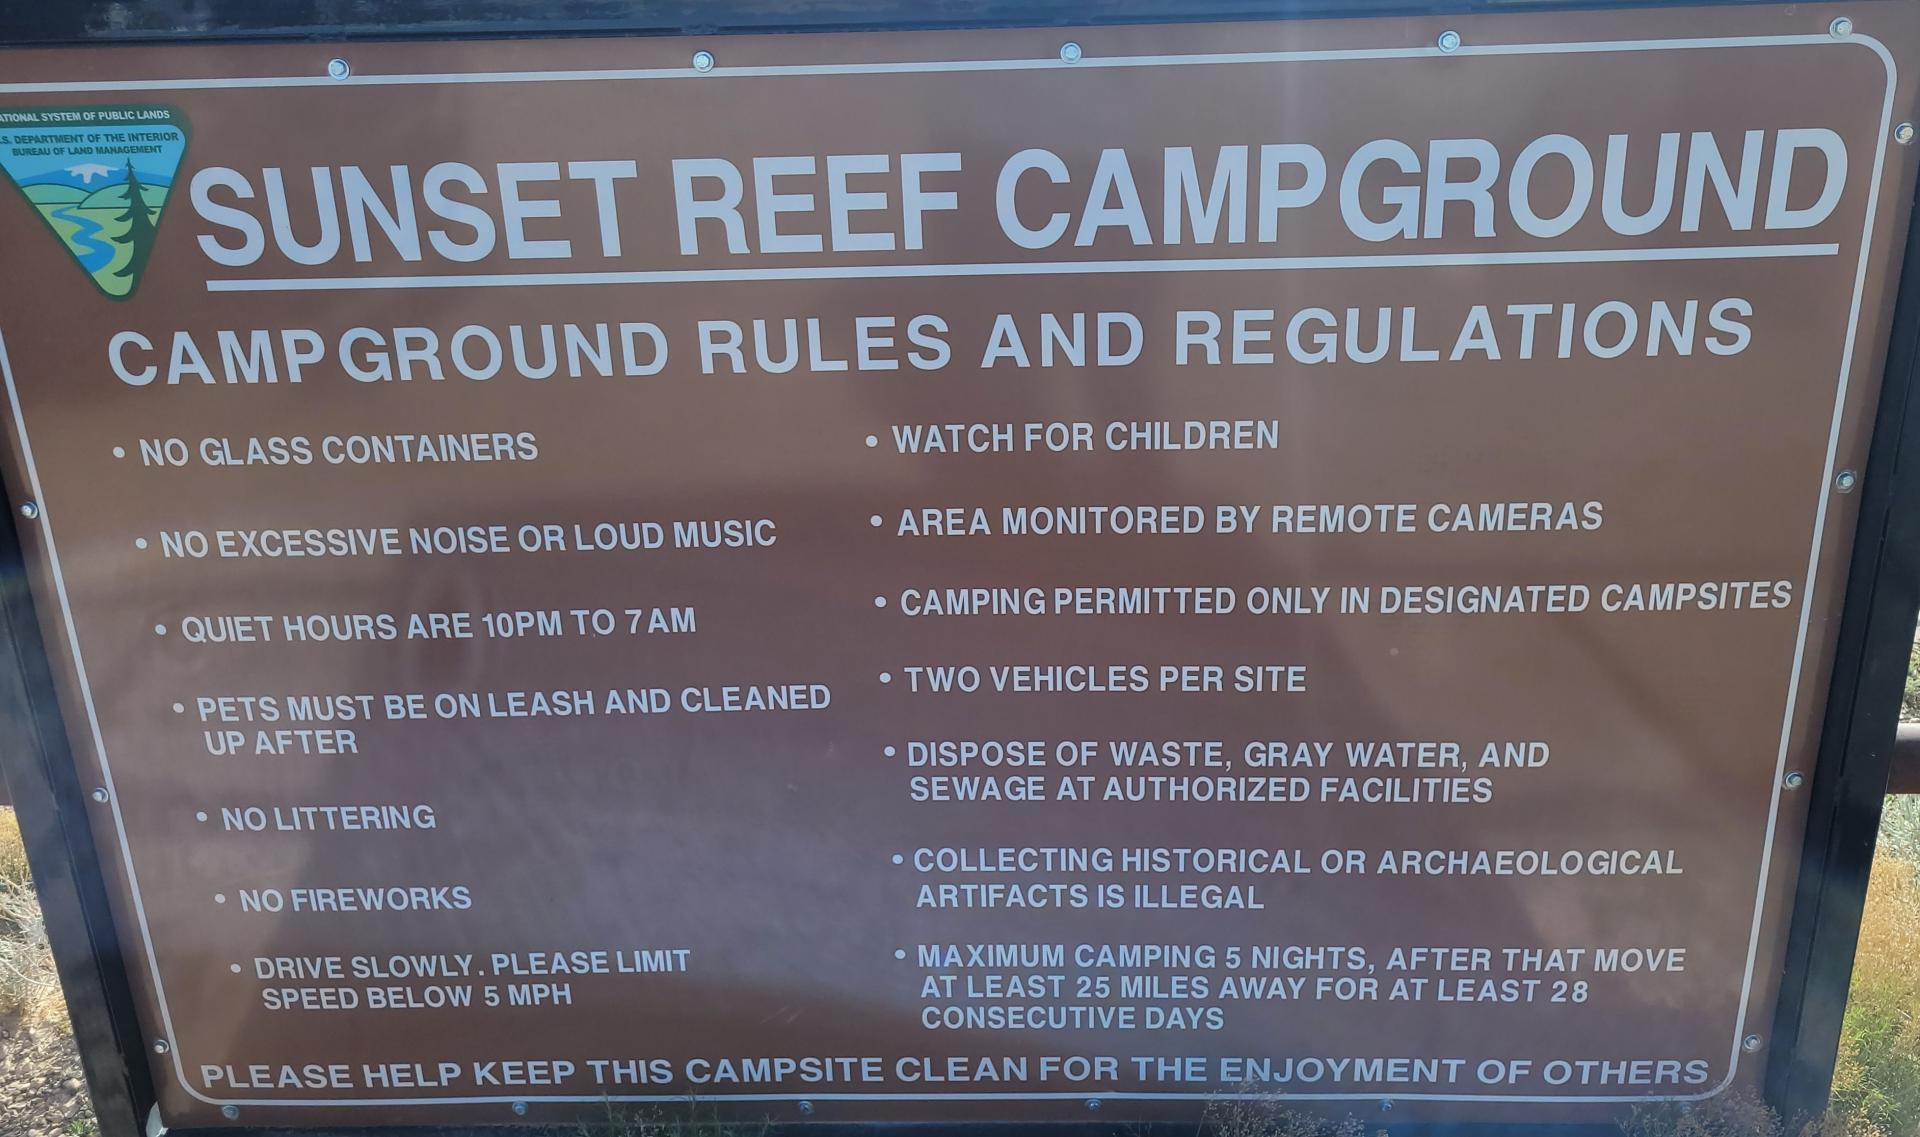 NATIONAL SYSTEM OF PUBLIC LANDS
U.S. DEPARTMENT OF THE INTERIOR
BUREAU OF LAND MANAGEMENT
SUNSET REEF CAMPGROUND
CAMPGROUND RULES AND REGULATIONS
• NO GLASS CONTAINERS
• NO EXCESSIVE NOISE OR LOUD MUSIC
• QUIET HOURS ARE 10PM TO 7AM
• PETS MUST BE ON LEASH AND CLEANED
UP AFTER
• NO LITTERING
• NO FIREWORKS
• DRIVE SLOWLY. PLEASE LIMIT
SPEED BELOW 5 MPH
• WATCH FOR CHILDREN
• AREA MONITORED BY REMOTE CAMERAS
• CAMPING PERMITTED ONLY IN DESIGNATED CAMPSITES
• TWO VEHICLES PER SITE
• DISPOSE OF WASTE, GRAY WATER, AND
SEWAGE AT AUTHORIZED FACILITIES
• COLLECTING HISTORICAL OR ARCHAEOLOGICAL
ARTIFACTS IS ILLEGAL
• MAXIMUM CAMPING 5 NIGHTS, AFTER THAT MOVE
AT LEAST 25 MILES AWAY FOR AT LEAST 28
CONSECUTIVE DAYS
PLEASE HELP KEEP THIS CAMPSITE CLEAN FOR THE ENJOYMENT OF OTHERS